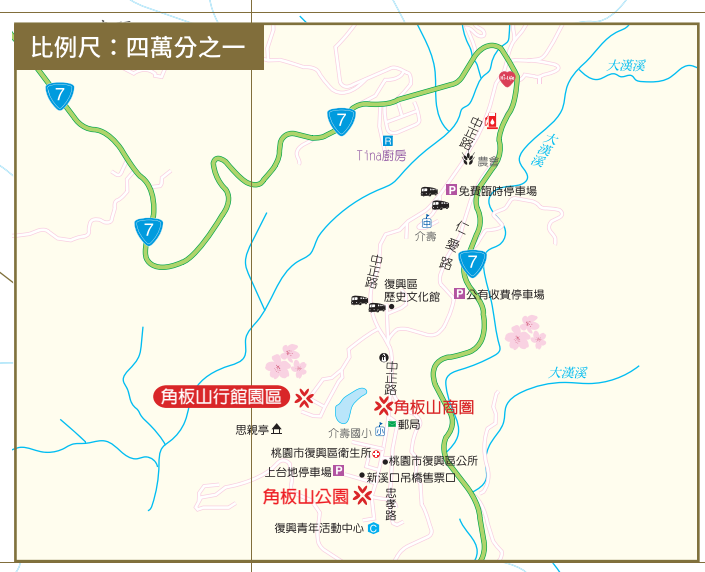 比例尺：四萬分之一
大漢溪
7
7
中正路
大漢溪
R
Tina廚房
農會
P 免費臨時停車場
介壽
仁愛路
7
7
中正路
復興區
歷史文化館
P 公有收費停車場
中正路
大漢溪
角板山行館園區
角板山商圈
思親亭
介壽國小
郵局
桃園市復興區衛生所
桃園市復興區公所
上台地停車場 P
新溪口吊橋售票口
角板山公園
忠孝路
復興青年活動中心 C